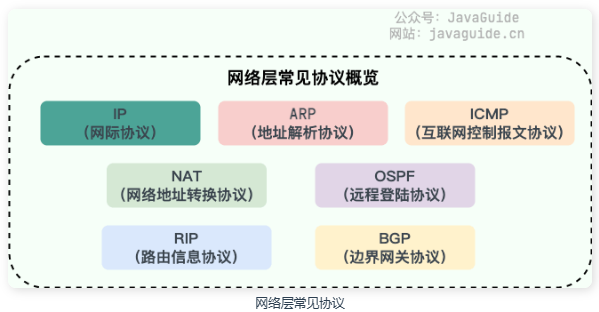 公众号：JavaGuide
网站：javaguide.cn
网络层常见协议概览
IP
（网际协议）
ARP
（地址解析协议）
ICMP
（互联网控制报文协议）
NAT
（网络地址转换协议）
OSPF
（远程登陆协议）
RIP
（路由信息协议）
BGP
（边界网关协议）
网络层常见协议